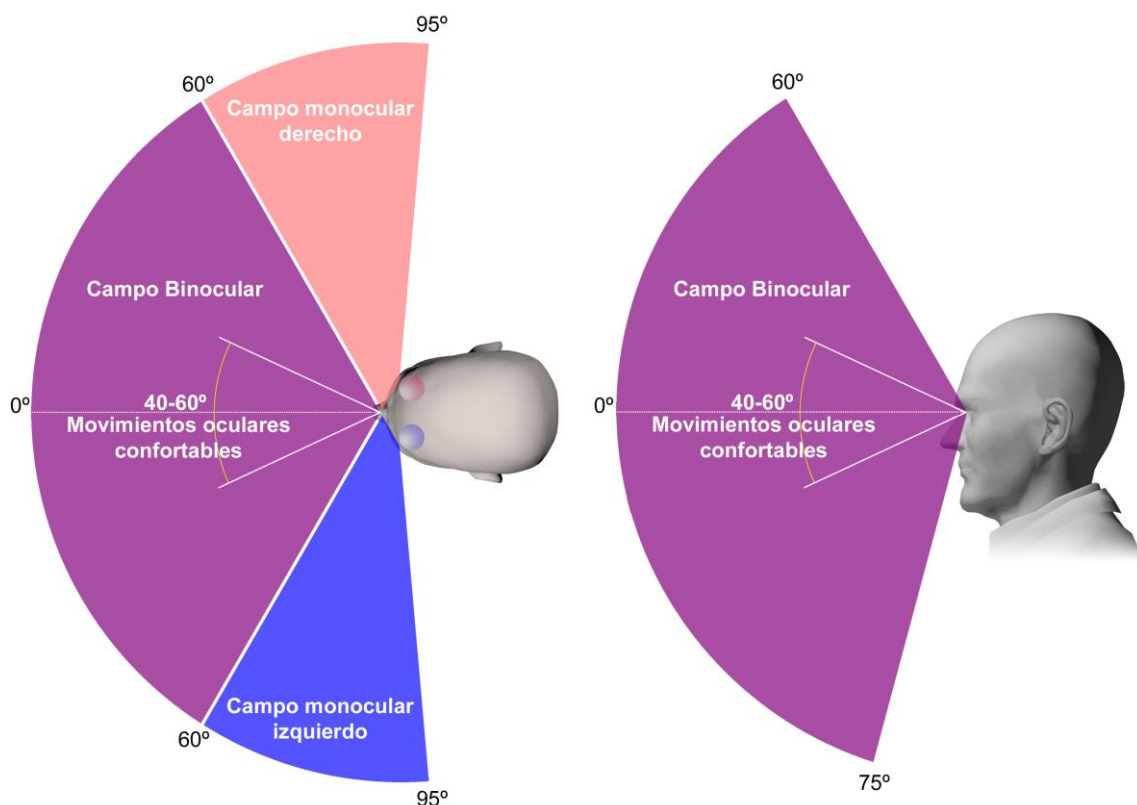 95º
60º
Campo monocular
derecho
Campo Binocular
0º
40-60º
Movimientos oculares
confortables
Campo monocular
izquierdo
60º
95º
60º
Campo Binocular
0º
40-60º
Movimientos oculares
confortables
75º